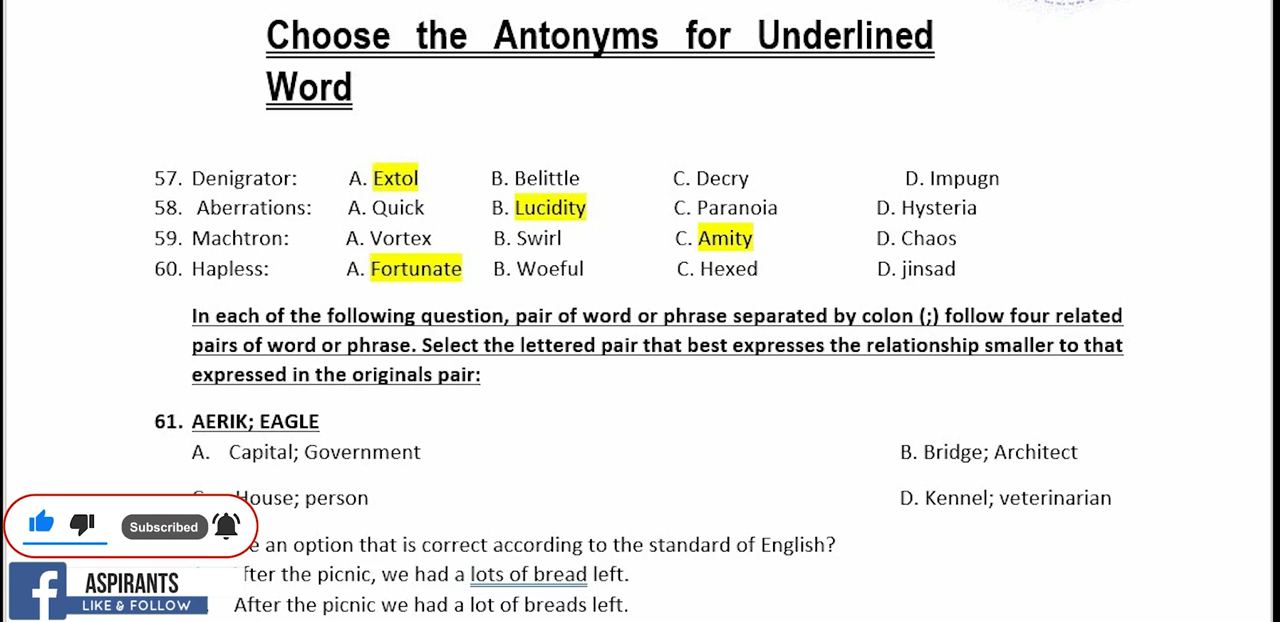 Choose the Antonyms for Underlined
Word
57. Denigrator: A. Extol B. Belittle C. Decry D. Impugn
58. Aberrations: A. Quick B. Lucidity C. Paranoia D. Hysteria
59. Machtron: A. Vortex B. Swirl C. Amity D. Chaos
60. Hapless: A. Fortunate B. Woeful C. Hexed D. jinsad
In each of the following question, pair of word or phrase separated by colon (;) follow four related
pairs of word or phrase. Select the lettered pair that best expresses the relationship smaller to that
expressed in the originals pair:
61. AERIK; EAGLE
A. Capital; Government B. Bridge; Architect
House; person D. Kennel; veterinarian
Subscribed
an option that is correct according to the standard of English?
the picnic, we had a lots of bread left.
After the picnic we had a lot of breads left.
f ASPIRANTS
LIKE & FOLLOW